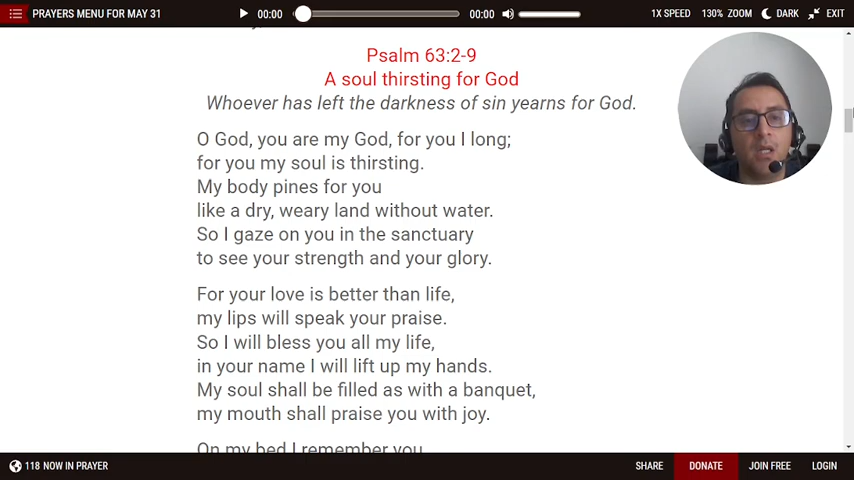 PRAYERS MENU FOR MAY 31
00:00
00:00
1X SPEED
130% ZOOM
DARK
EXIT
Psalm 63:2-9
A soul thirsting for God
Whoever has left the darkness of sin yearns for God.
O God, you are my God, for you I long;
for you my soul is thirsting.
My body pines for you
like a dry, weary land without water.
So I gaze on you in the sanctuary
to see your strength and your glory.
For your love is better than life,
my lips will speak your praise.
So I will bless you all my life,
in your name I will lift up my hands.
My soul shall be filled as with a banquet,
my mouth shall praise you with joy.
On my bed I remember you
118 NOW IN PRAYER
SHARE
DONATE
JOIN FREE
LOGIN